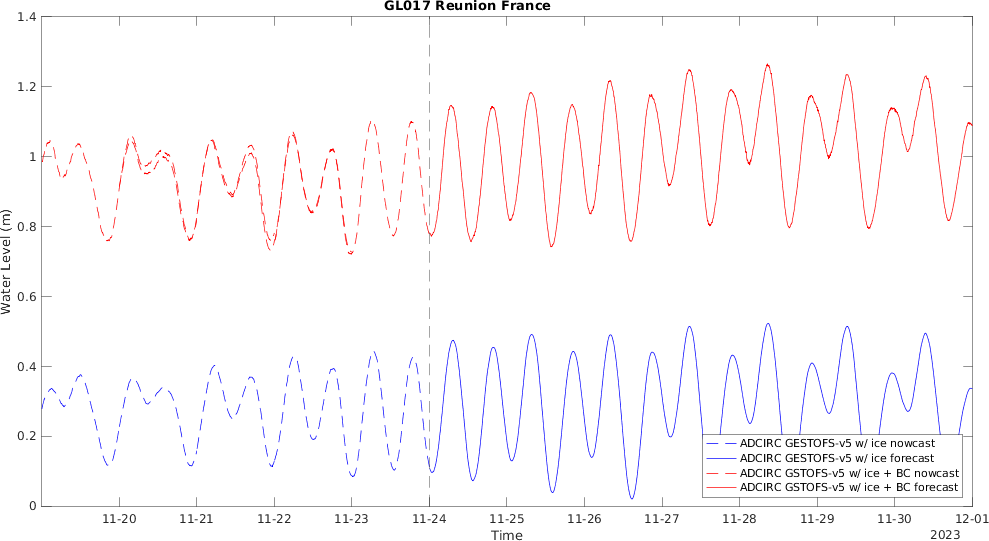 GL017 Reunion France
1.4
1.2
1
0.8
0.6
0.4
0.2
0
Water Level (m)
ADCIRC GESTOFS-v5 w/ ice nowcast
ADCIRC GESTOFS-v5 w/ ice forecast
ADCIRC GSTOFS-v5 w/ ice + BC nowcast
ADCIRC GSTOFS-v5 w/ ice + BC forecast
11-20 11-21 11-22 11-23 11-24 11-25 11-26 11-27 11-28 11-29 11-30 12-01
Time
2023